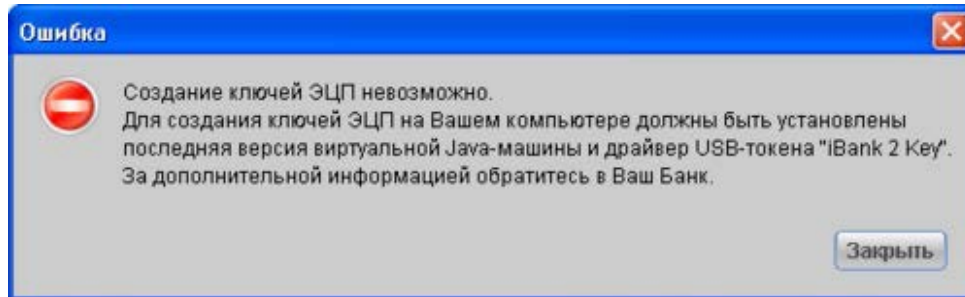 Ошибка
Создание ключей ЭЦП невозможно.
Для создания ключей ЭЦП на Вашем компьютере должны быть установлены
последняя версия виртуальной Java-машины и драйвер USB-токена "iBank 2 Key".
За дополнительной информацией обратитесь в Ваш Банк.
Закрыть